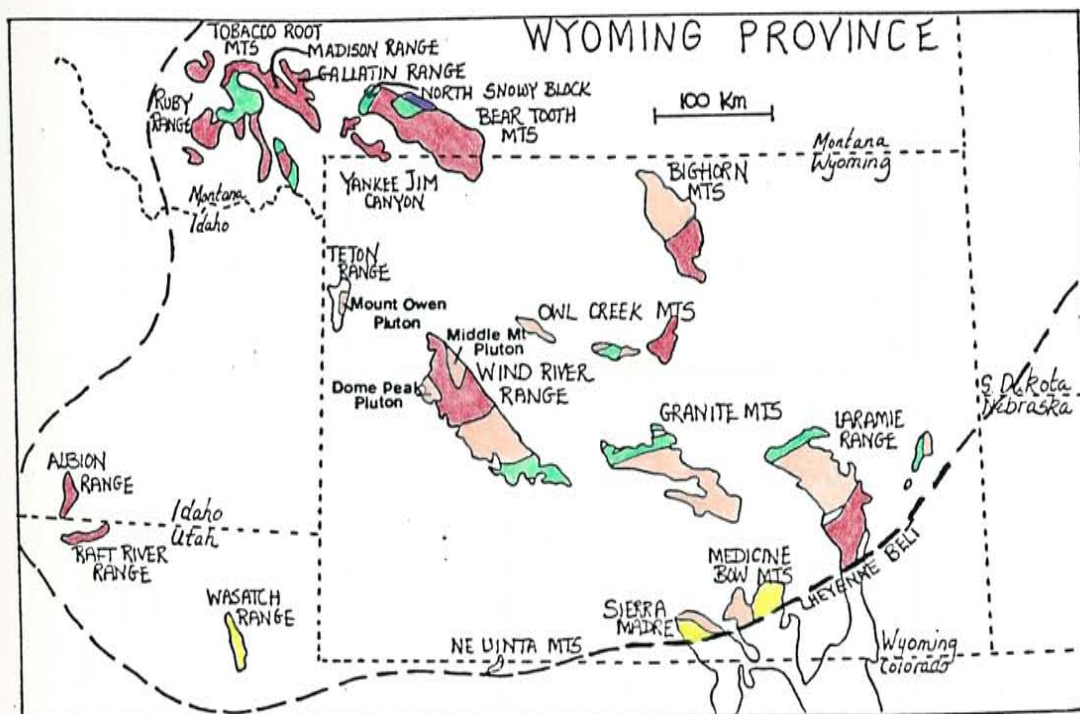 WYOMING PROVINCE
TOBACCO ROOT
MTS
MADISON RANGE
GALLATIN RANGE
NORTH SNOWY BLOCK
BEAR TOOTH
MTS
RUBY
RANGE
100 Km
Montana
Wyoming
YANKEE JIM
CANYON
BIGHORN
MTS
Montana
Idaho
TETON
RANGE
Mount Owen
Pluton
OWL CREEK MTS
Middle Mt
Pluton
WIND RIVER
RANGE
Dome Peak
Pluton
S. Dakota
Nebraska
GRANITE MTS
LARAMIE
RANGE
ALBION
RANGE
Idaho
Utah
RAFT RIVER
RANGE
MEDICINE
BOW MTS
CHEYENNE BELT
WASATCH
RANGE
SIERRA
MADRE
NE UINTA MTS
Wyoming
Colorado